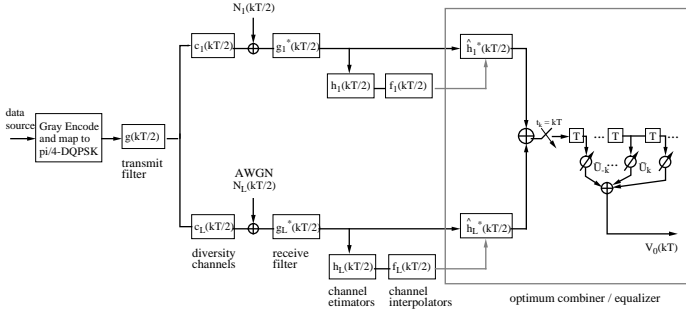 N1(kT/2)
c1(kT/2)
g1*(kT/2)
ĥ1*(kT/2)
h1(kT/2)
f1(kT/2)
data
source
Gray Encode
and map to
pi/4-DQPSK
g(kT/2)
transmit
filter
tk = kT
T
...
T
T
...
Ũ-k
...
Ũk
AWGN
NL(kT/2)
cL(kT/2)
gL*(kT/2)
ĥL*(kT/2)
V0(kT)
diversity
channels
receive
filter
hL(kT/2)
fL(kT/2)
channel
etimators
channel
interpolators
optimum combiner / equalizer